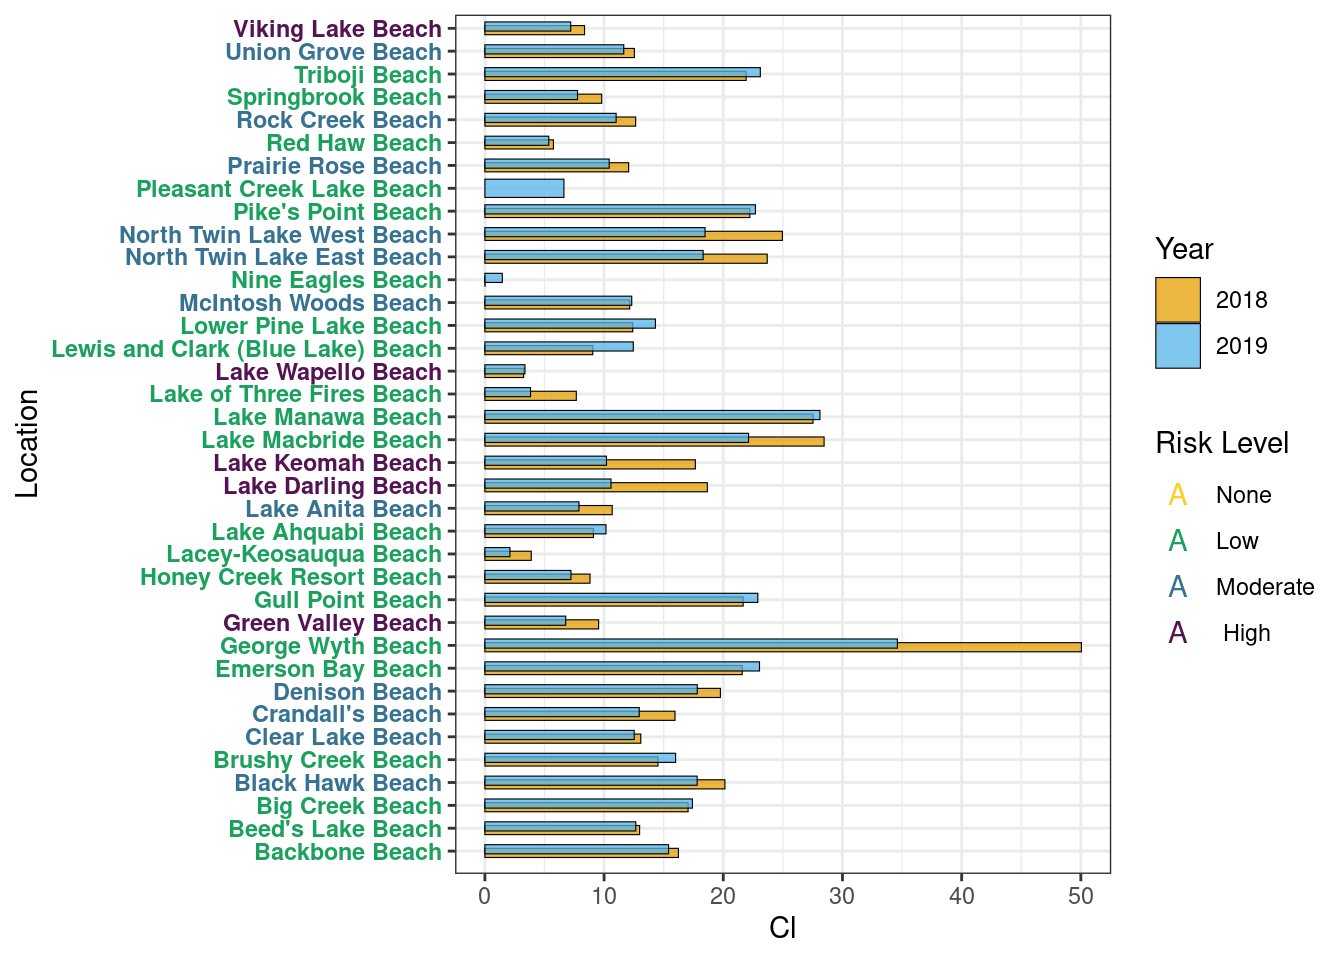 Viking Lake Beach
Union Grove Beach
Triboji Beach
Springbrook Beach
Rock Creek Beach
Red Haw Beach
Prairie Rose Beach
Pleasant Creek Lake Beach
Pike's Point Beach
North Twin Lake West Beach
North Twin Lake East Beach
Nine Eagles Beach
McIntosh Woods Beach
Lower Pine Lake Beach
Lewis and Clark (Blue Lake) Beach
Lake Wapello Beach
Lake of Three Fires Beach
Lake Manawa Beach
Lake Macbride Beach
Lake Keomah Beach
Lake Darling Beach
Lake Anita Beach
Lake Ahquabi Beach
Lacey-Keosauqua Beach
Honey Creek Resort Beach
Gull Point Beach
Green Valley Beach
George Wyth Beach
Emerson Bay Beach
Denison Beach
Crandall's Beach
Clear Lake Beach
Brushy Creek Beach
Black Hawk Beach
Big Creek Beach
Beed's Lake Beach
Backbone Beach
Location
0 10 20 30 40 50
Cl
Year
2018
2019
Risk Level
A None
A Low
A Moderate
A High